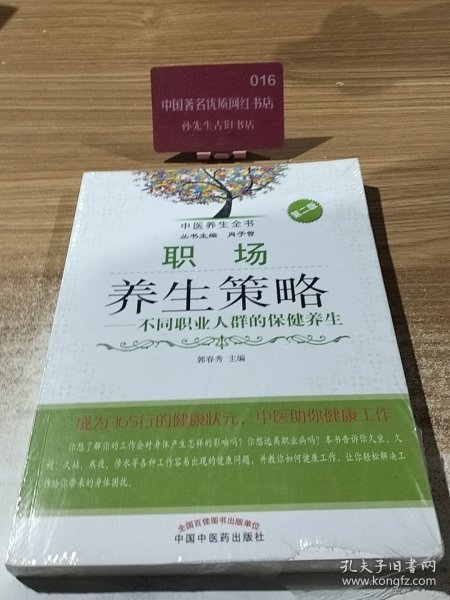 016
中国著名优质网红书店
孙先生古旧书店
中医养生全书
丛书主编 肖子曾
第二辑
职 场
养生策略
——不同职业人群的保健养生
郭春秀 主编
成为365行的健康状元，中医助你健康工作
你想了解你的工作会对身体产生怎样的影响吗？你想远离职业病吗？本书告诉你久坐、久
视、久站、熬夜、涉水等各种工作容易出现的健康问题，并教你如何健康工作，让你轻松解决工
作给你带来的身体困扰。
全国百佳图书出版单位
中国中医药出版社
孔夫子旧书网
www.kongfz.com